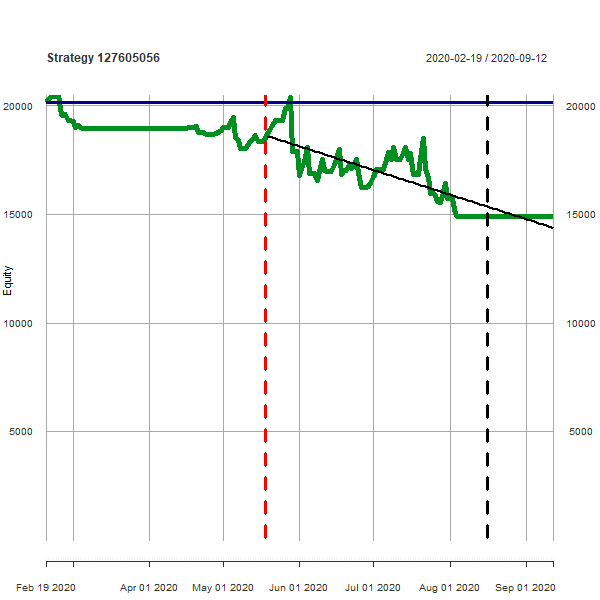 Strategy 127605056
2020-02-19 / 2020-09-12
20000
20000
15000
15000
Equity
10000
10000
5000
5000
Feb 19 2020
Apr 01 2020
May 01 2020
Jun 01 2020
Jul 01 2020
Aug 01 2020
Sep 01 2020